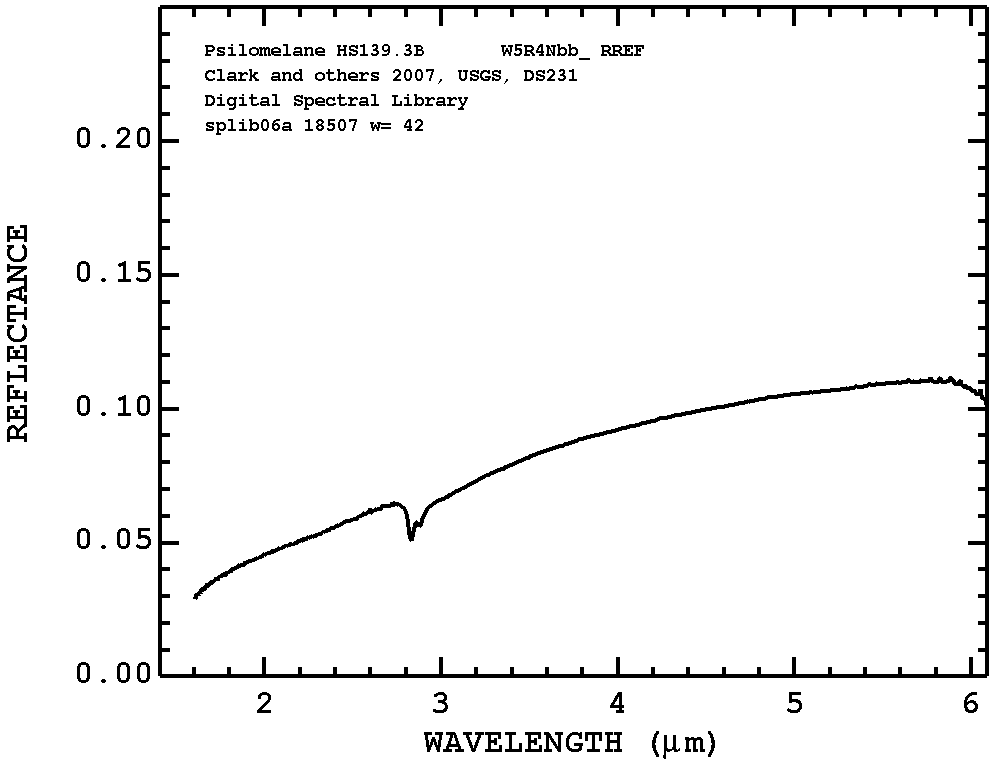 Psilomelane HS139.3B W5R4Nbb_ RREF
Clark and others 2007, USGS, DS231
Digital Spectral Library
splib06a 18507 w= 42
REFLECTANCE
0.20
0.15
0.10
0.05
0.00
2 3 4 5 6
WAVELENGTH (μm)